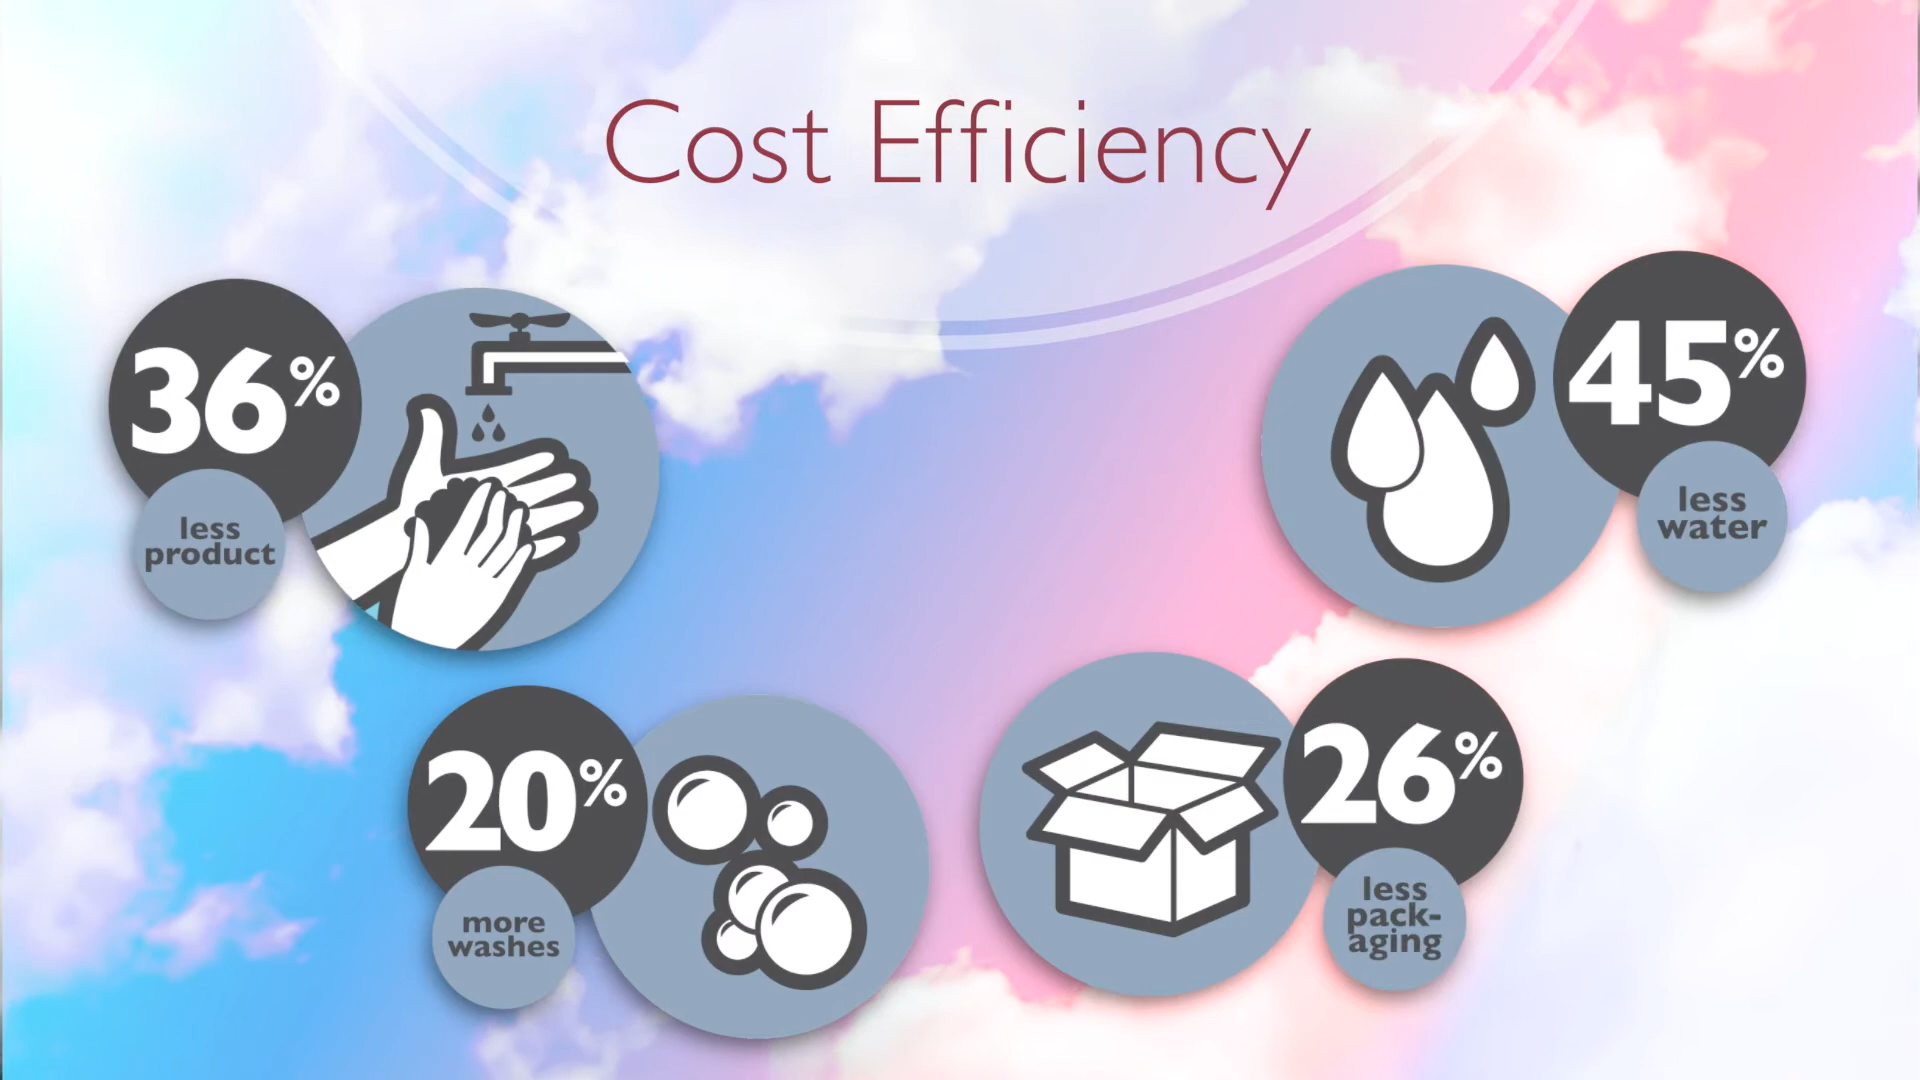 Cost Efficiency
36%
less
product
45%
less
water
20%
more
washes
26%
less
pack-
aging